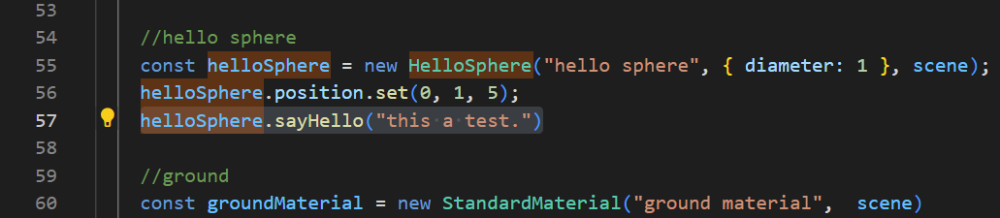 53
54 //hello sphere
55 const helloSphere = new HelloSphere("hello sphere", { diameter: 1 }, scene);
56 helloSphere.position.set(0, 1, 5);
57 helloSphere.sayHello("this a test.")
58
59 //ground
60 const groundMaterial = new StandardMaterial("ground material",  scene)